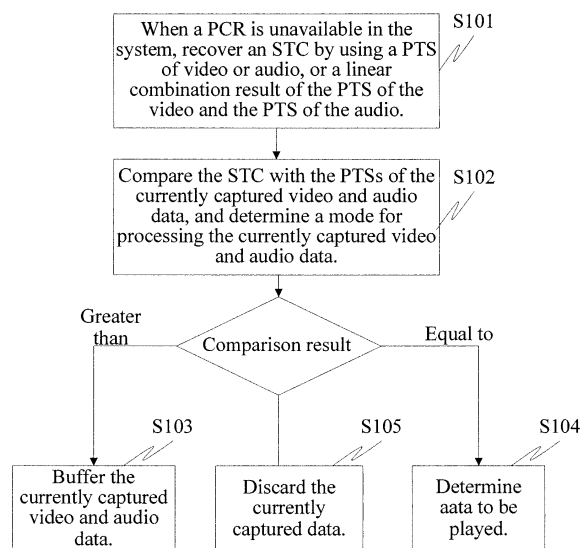 When a PCR is unavailable in the
system, recover an STC by using a PTS
of video or audio, or a linear
combination result of the PTS of the
video and the PTS of the audio.
S101
Compare the STC with the PTSs of the
currently captured video and audio
data, and determine a mode for
processing the currently captured video
and audio data.
S102
Greater
than
Comparison result
Equal to
S103
S105
S104
Buffer the
currently captured
video and audio
data.
Discard the
currently
captured data.
Determine
aata to be
played.